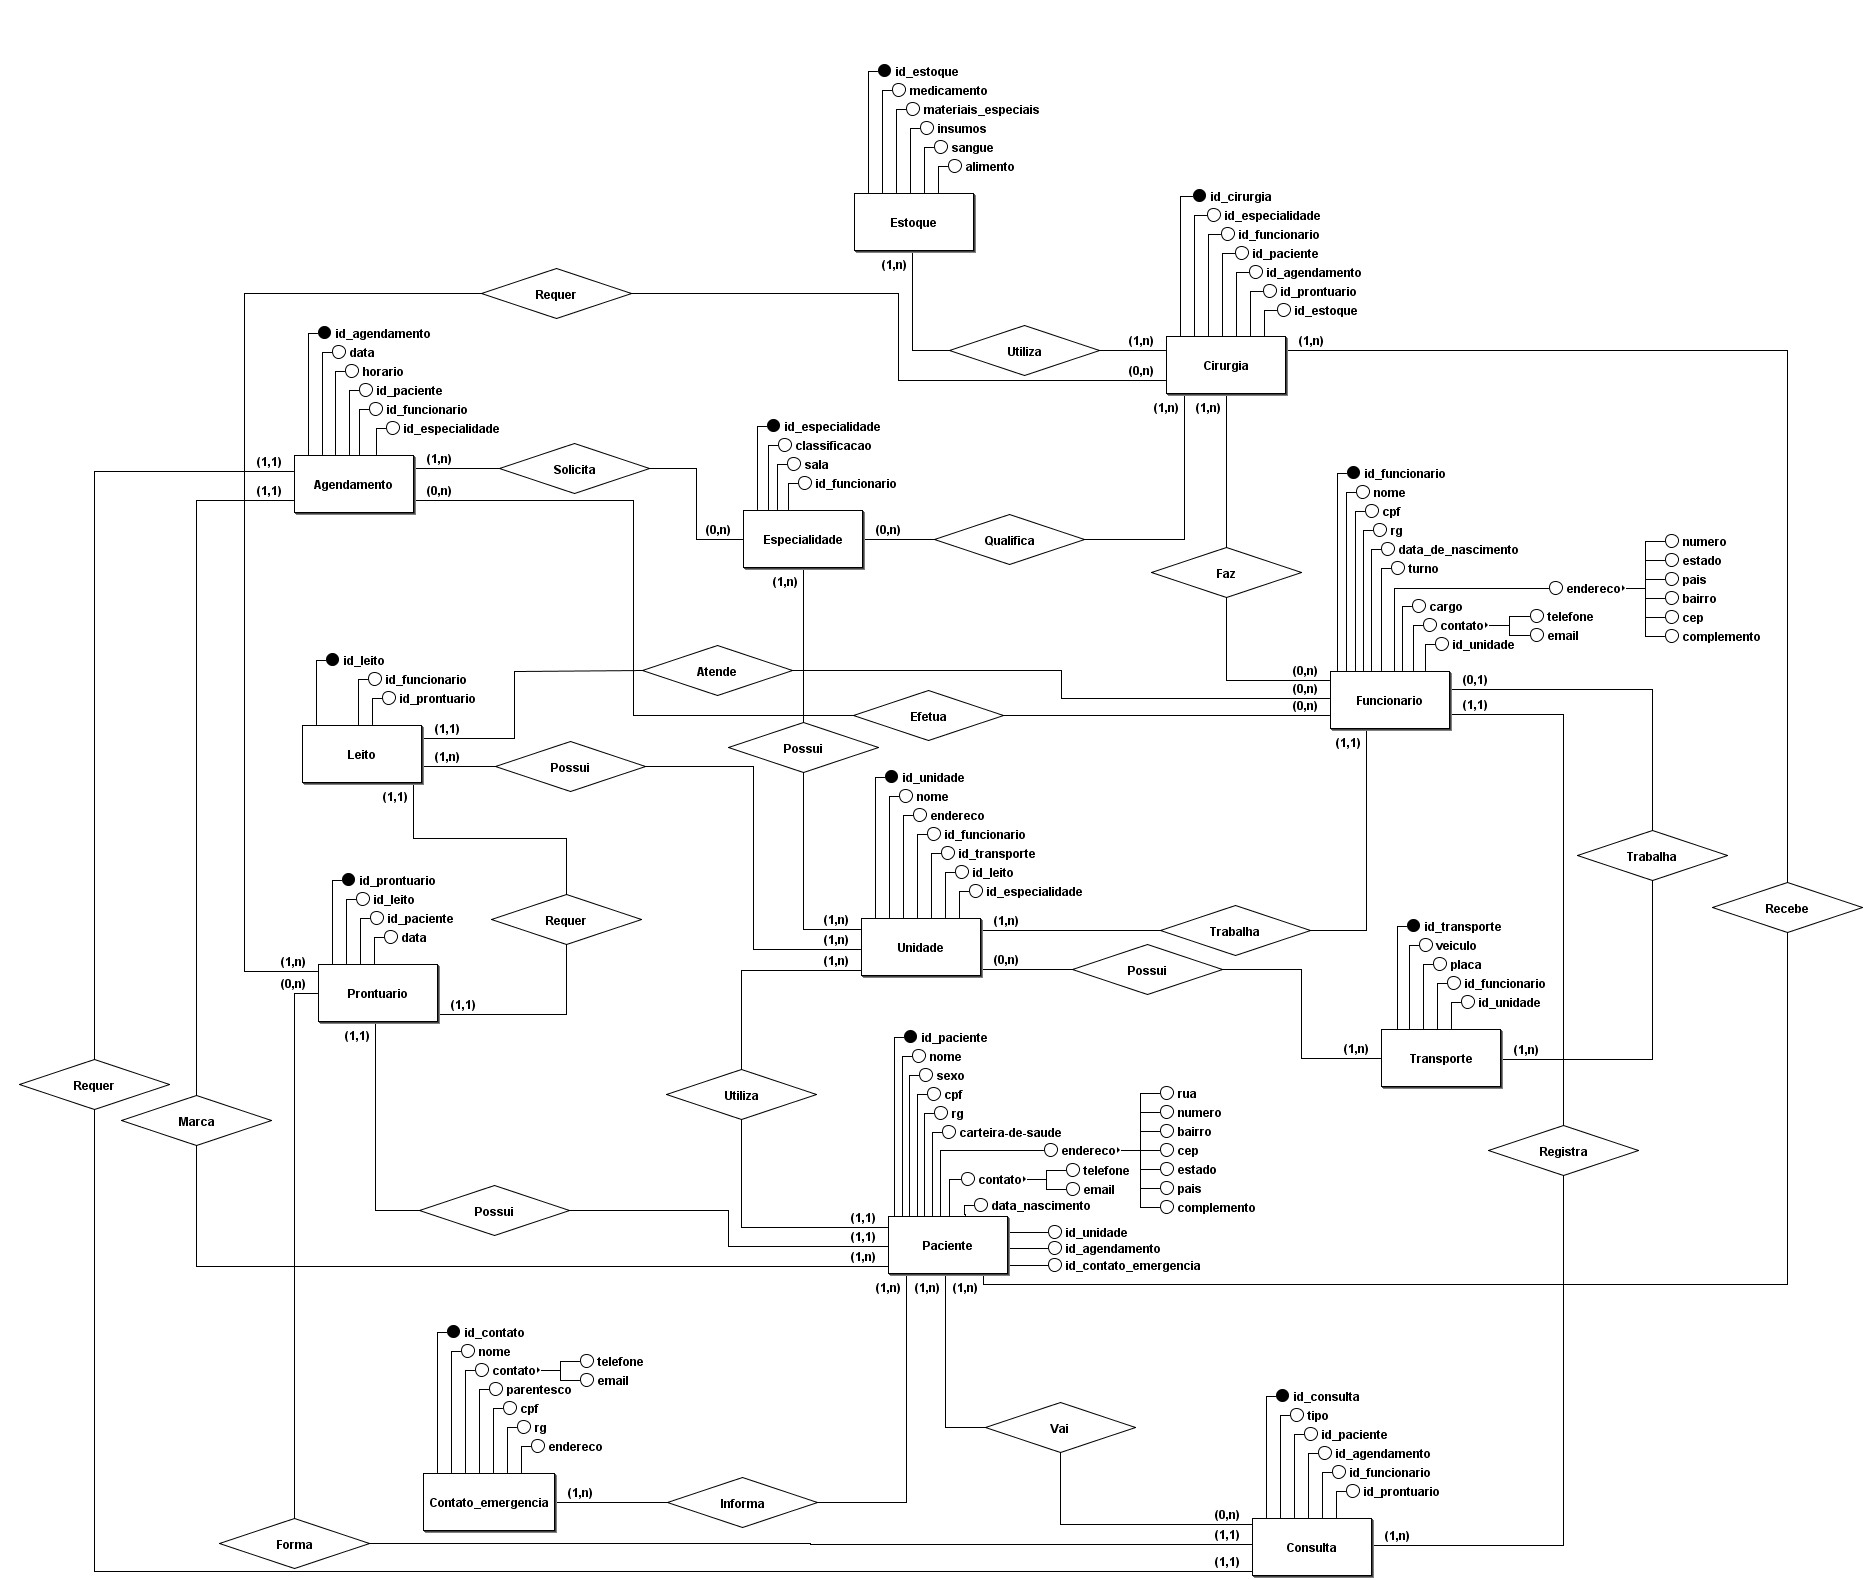 id_estoque
medicamento
materiais_especiais
insumos
sangue
alimento
Estoque
(1,n)
id_cirurgia
id_especialidade
id_funcionario
id_paciente
id_agendamento
id_prontuario
id_estoque
Cirurgia
(1,n)
(0,n)
(1,n)
(1,n)
(1,n)
Requer
Utiliza
id_agendamento
data
horario
id_paciente
id_funcionario
id_especialidade
Agendamento
(1,1)
(1,1)
(1,n)
(0,n)
Solicita
id_especialidade
classificacao
sala
id_funcionario
Especialidade
(0,n)
(0,n)
(1,n)
Qualifica
Faz
id_funcionario
nome
cpf
rg
data_de_nascimento
turno
endereco
numero
estado
pais
bairro
cep
complemento
cargo
contato
telefone
email
id_unidade
Funcionario
(0,n)
(0,n)
(0,n)
(0,1)
(1,1)
(1,1)
Atende
Efetua
id_leito
id_funcionario
id_prontuario
Leito
(1,1)
(1,n)
(1,1)
Possui
Possui
id_unidade
nome
endereco
id_funcionario
id_transporte
id_leito
id_especialidade
Unidade
(1,n)
(1,n)
(1,n)
(1,n)
(0,n)
Trabalha
Possui
Trabalha
Recebe
id_prontuario
id_leito
id_paciente
data
Prontuario
(1,n)
(0,n)
(1,1)
(1,1)
Requer
id_transporte
veiculo
placa
id_funcionario
id_unidade
Transporte
(1,n)
(1,n)
Requer
Marca
Utiliza
Registra
Possui
id_paciente
nome
sexo
cpf
rg
carteira-de-saude
endereco
rua
numero
bairro
cep
estado
pais
complemento
contato
telefone
email
data_nascimento
id_unidade
id_agendamento
id_contato_emergencia
Paciente
(1,1)
(1,1)
(1,n)
(1,n)
(1,n)
(1,n)
id_contato
nome
contato
telefone
email
parentesco
cpf
rg
endereco
Contato_emergencia
(1,n)
Informa
Vai
Forma
id_consulta
tipo
id_paciente
id_agendamento
id_funcionario
id_prontuario
Consulta
(0,n)
(1,1)
(1,1)
(1,n)